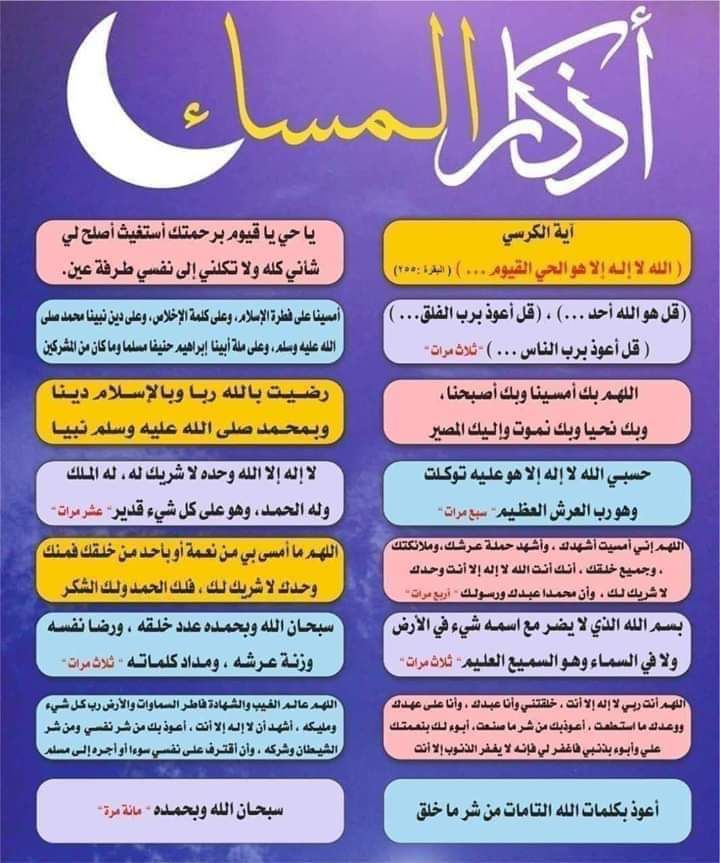 أذكار المساء
آية الكرسي
( الله لا إله إلا هو الحي القيوم ... ) ( البقرة :٢٥٥)
(قل هو الله أحد ...) ، (قل أعوذ برب الفلق... )
( قل أعوذ برب الناس ... ) "ثلاث مرات"
اللهم بك أمسينا وبك أصبحنا ،
وبك نحيا وبك نموت وإليك المصير
حسبي الله لا إله إلا هو عليه توكلت
وهو رب العرش العظيم" سبع مرات"
اللهم إني أمسيت أشهدك . وأشهد حملة عرشك،وملائكتك
، وجميع خلقك ، أنك أنت الله لا إله إلا أنت وحدك
لا شريك لك ، وأن محمدا عبدك ورسولك " أربع مرات "
بسم الله الذي لا يضر مع اسمه شيء في الأرض
ولا في السماء وهو السميع العليم" ثلاث مرات"
اللهم أنت ربي لا إله إلا أنت ، خلقتني وأنا عبدك ، وأنا على عهدك
ووعدك ما استطعت ، أعوذبك من شر ما صنعت، أبوء لك بنعمتك
علي وأبوء بذنبي فاغفر لي فإنه لا يغفر الذنوب إلا أنت
أعوذ بكلمات الله التامات من شر ما خلق
يا حي يا قيوم برحمتك أستغيث أصلح لي
شأني كله ولا تكلني إلى نفسي طرفة عين.
أمسينا على فطرة الإسلام، وعلى كلمة الإخلاص، وعلى دين نبينا محمد صلى
الله عليه وسلم، وعلى ملة أبينا إبراهيم حنيفا مسلما وما كان من المشركين
رضيت بالله ربا وبالإسلام دينا
وبمحمد صلى الله عليه وسلم نبيا
لا إله إلا الله وحده لا شريك له ، له الملك
وله الحمد، وهو على كل شيء قدير" عشر مرات"
اللهم ما أمسى بي من نعمة أو بأحد من خلقك فمنك
وحدك لا شريك لك ، فلك الحمد ولك الشكر
سبحان الله وبحمده عدد خلقه ، ورضا نفسه
وزنة عرشه ، ومداد كلماته " ثلاث مرات"
اللهم عالم الغيب والشهادة فاطر السماوات والأرض رب كل شيء
ومليكه ، أشهد أن لا إله إلا أنت ، أعوذ بك من شر نفسي ومن شر
الشيطان وشركه ، وأن أقترف على نفسي سوءا أو أجره إلى مسلم
سبحان الله وبحمده " مائة مرة"